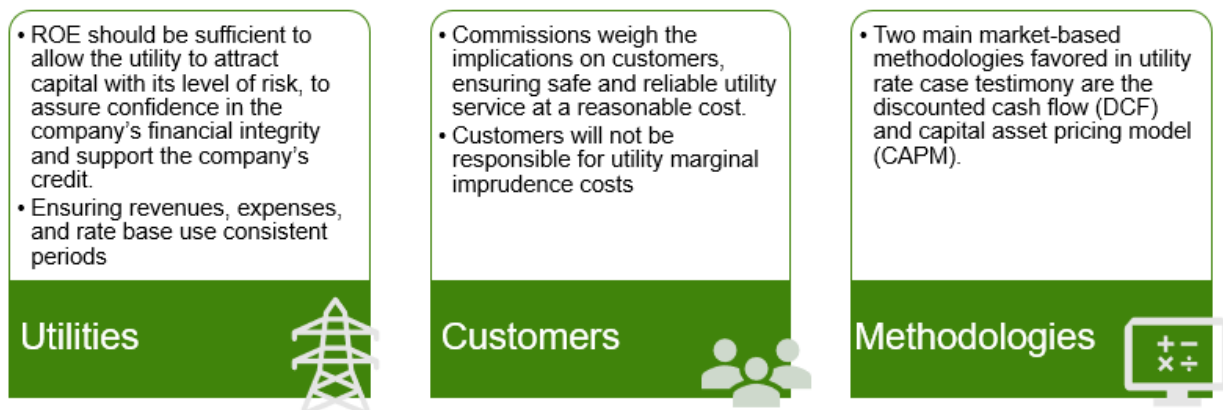 • ROE should be sufficient to
allow the utility to attract
capital with its level of risk, to
assure confidence in the
company's financial integrity
and support the company's
credit.
• Ensuring revenues, expenses,
and rate base use consistent
periods
Utilities
• Commissions weigh the
implications on customers,
ensuring safe and reliable utility
service at a reasonable cost.
• Customers will not be
responsible for utility marginal
imprudence costs
Customers
• Two main market-based
methodologies favored in utility
rate case testimony are the
discounted cash flow (DCF)
and capital asset pricing model
(CAPM).
Methodologies
+ −
× ÷